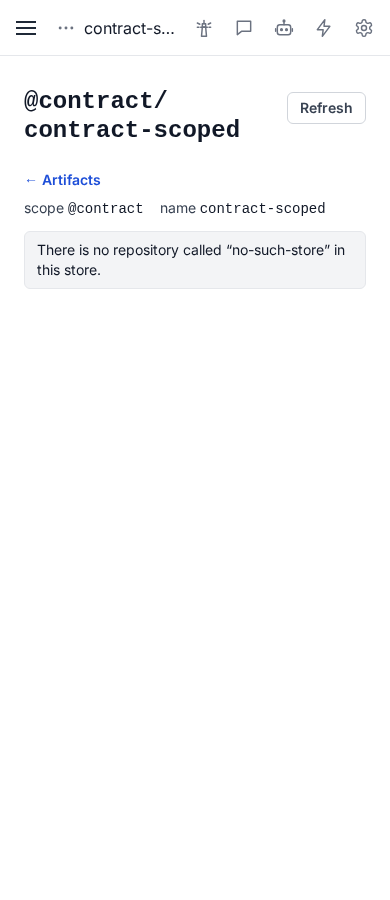 contract-s...
@contract/
contract-scoped
Refresh
← Artifacts
scope @contract name contract-scoped
There is no repository called “no-such-store” in
this store.